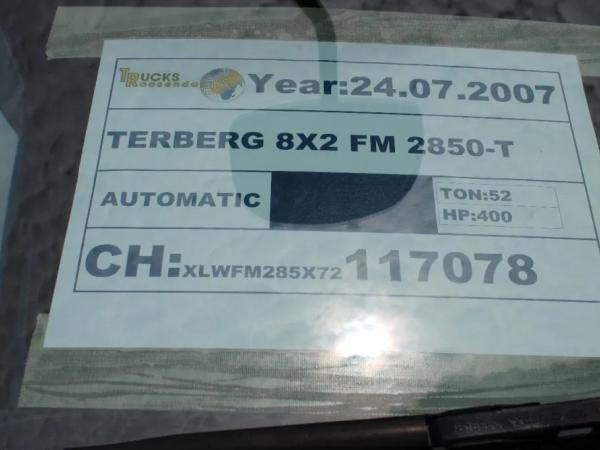 TRUCKS
Roosendaal
Year:24.07.2007
TERBERG 8X2 FM 2850-T
AUTOMATIC
TON:52
HP:400
CH:XLWFM285X72117078